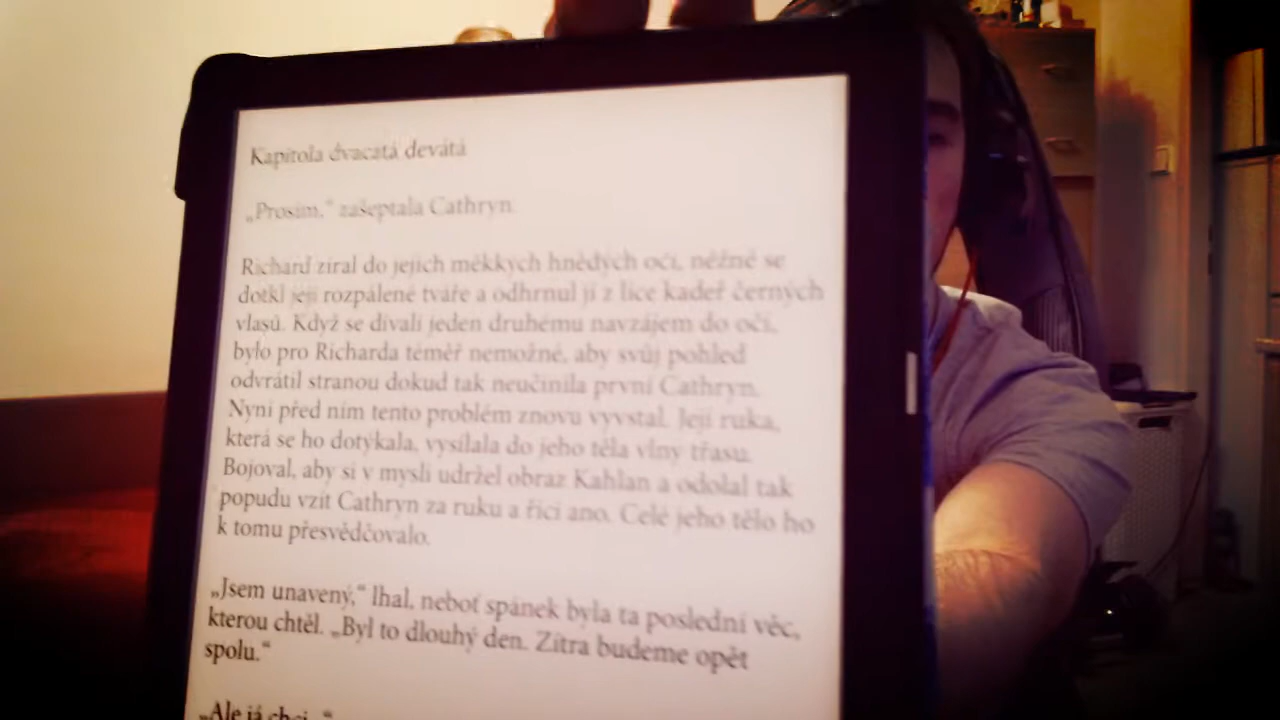 Kapitola dvacátá devátá
„Prosím,“ zašeptala Cathryn.
Richard zíral do jejích měkkých hnědých očí, něžně se
dotkl její rozpálené tváře a odhrnul jí z líce kadeř černých
vlasů. Když se dívali jeden druhému navzájem do očí,
bylo pro Richarda téměř nemožné, aby svůj pohled
odvrátil stranou dokud tak neučinila první Cathryn.
Nyní před ním tento problém znovu vyvstal. Její ruka,
která se ho dotýkala, vysílala do jeho těla vlny třasu.
Bojoval, aby si v mysli udržel obraz Kahlan a odolal tak
popudu vzít Cathryn za ruku a říci ano. Celé jeho tělo ho
k tomu přesvědčovalo.
„Jsem unavený,“ lhal, neboť spánek byla ta poslední věc,
kterou chtěl. „Byl to dlouhý den. Zítra budeme opět
spolu.“
„Ale já chci...“